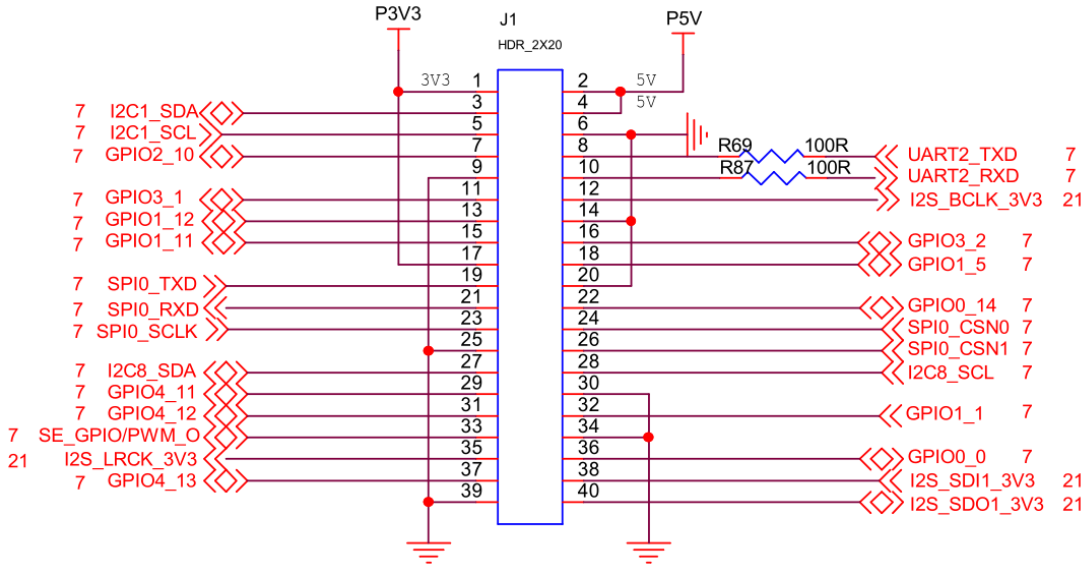 P3V3 J1 P5V
HDR_2X20
3V3 1 2 5V
7 I2C1_SDA 3 4 5V
7 I2C1_SCL 5 6
7 GPIO2_10 7 8 R69 100R UART2_TXD 7
9 10 R87 100R UART2_RXD 7
7 GPIO3_1 11 12 I2S_BCLK_3V3 21
7 GPIO1_12 13 14
7 GPIO1_11 15 16 GPIO3_2 7
17 18 GPIO1_5 7
7 SPI0_TXD 19 20
7 SPI0_RXD 21 22 GPIO0_14 7
7 SPI0_SCLK 23 24 SPI0_CSN0 7
25 26 SPI0_CSN1 7
7 I2C8_SDA 27 28 I2C8_SCL 7
7 GPIO4_11 29 30
7 GPIO4_12 31 32 GPIO1_1 7
7 SE_GPIO/PWM_O 33 34
21 I2S_LRCK_3V3 35 36 GPIO0_0 7
7 GPIO4_13 37 38 I2S_SDI1_3V3 21
39 40 I2S_SDO1_3V3 21